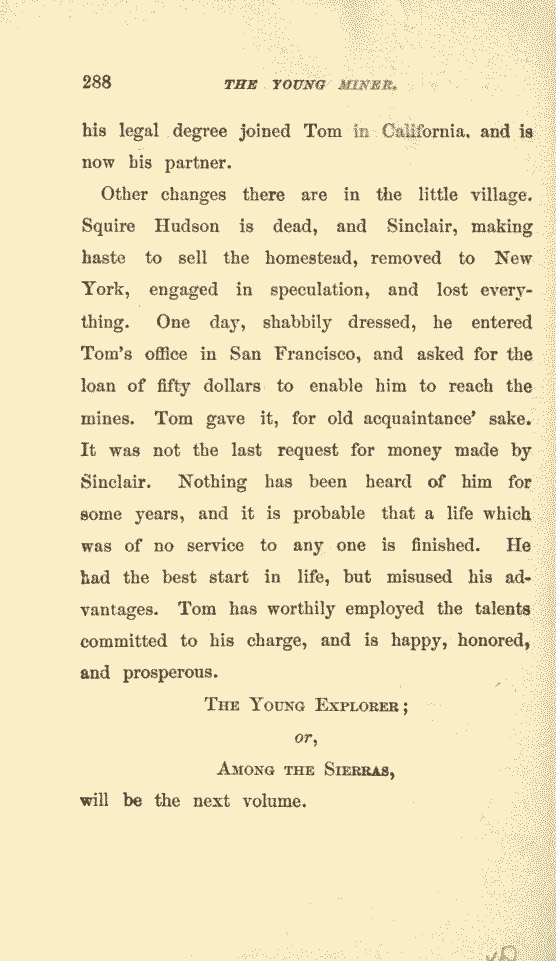 288 THE YOUNG MINER.
his legal degree joined Tom in California, and is
now his partner.
Other changes there are in the little village.
Squire Hudson is dead, and Sinclair, making
haste to sell the homestead, removed to New
York, engaged in speculation, and lost every-
thing. One day, shabbily dressed, he entered
Tom's office in San Francisco, and asked for the
loan of fifty dollars to enable him to reach the
mines. Tom gave it, for old acquaintance' sake.
It was not the last request for money made by
Sinclair. Nothing has been heard of him for
some years, and it is probable that a life which
was of no service to any one is finished. He
had the best start in life, but misused his ad-
vantages. Tom has worthily employed the talents
committed to his charge, and is happy, honored,
and prosperous.
THE YOUNG EXPLORER;
or,
AMONG THE SIERRAS,
will be the next volume.